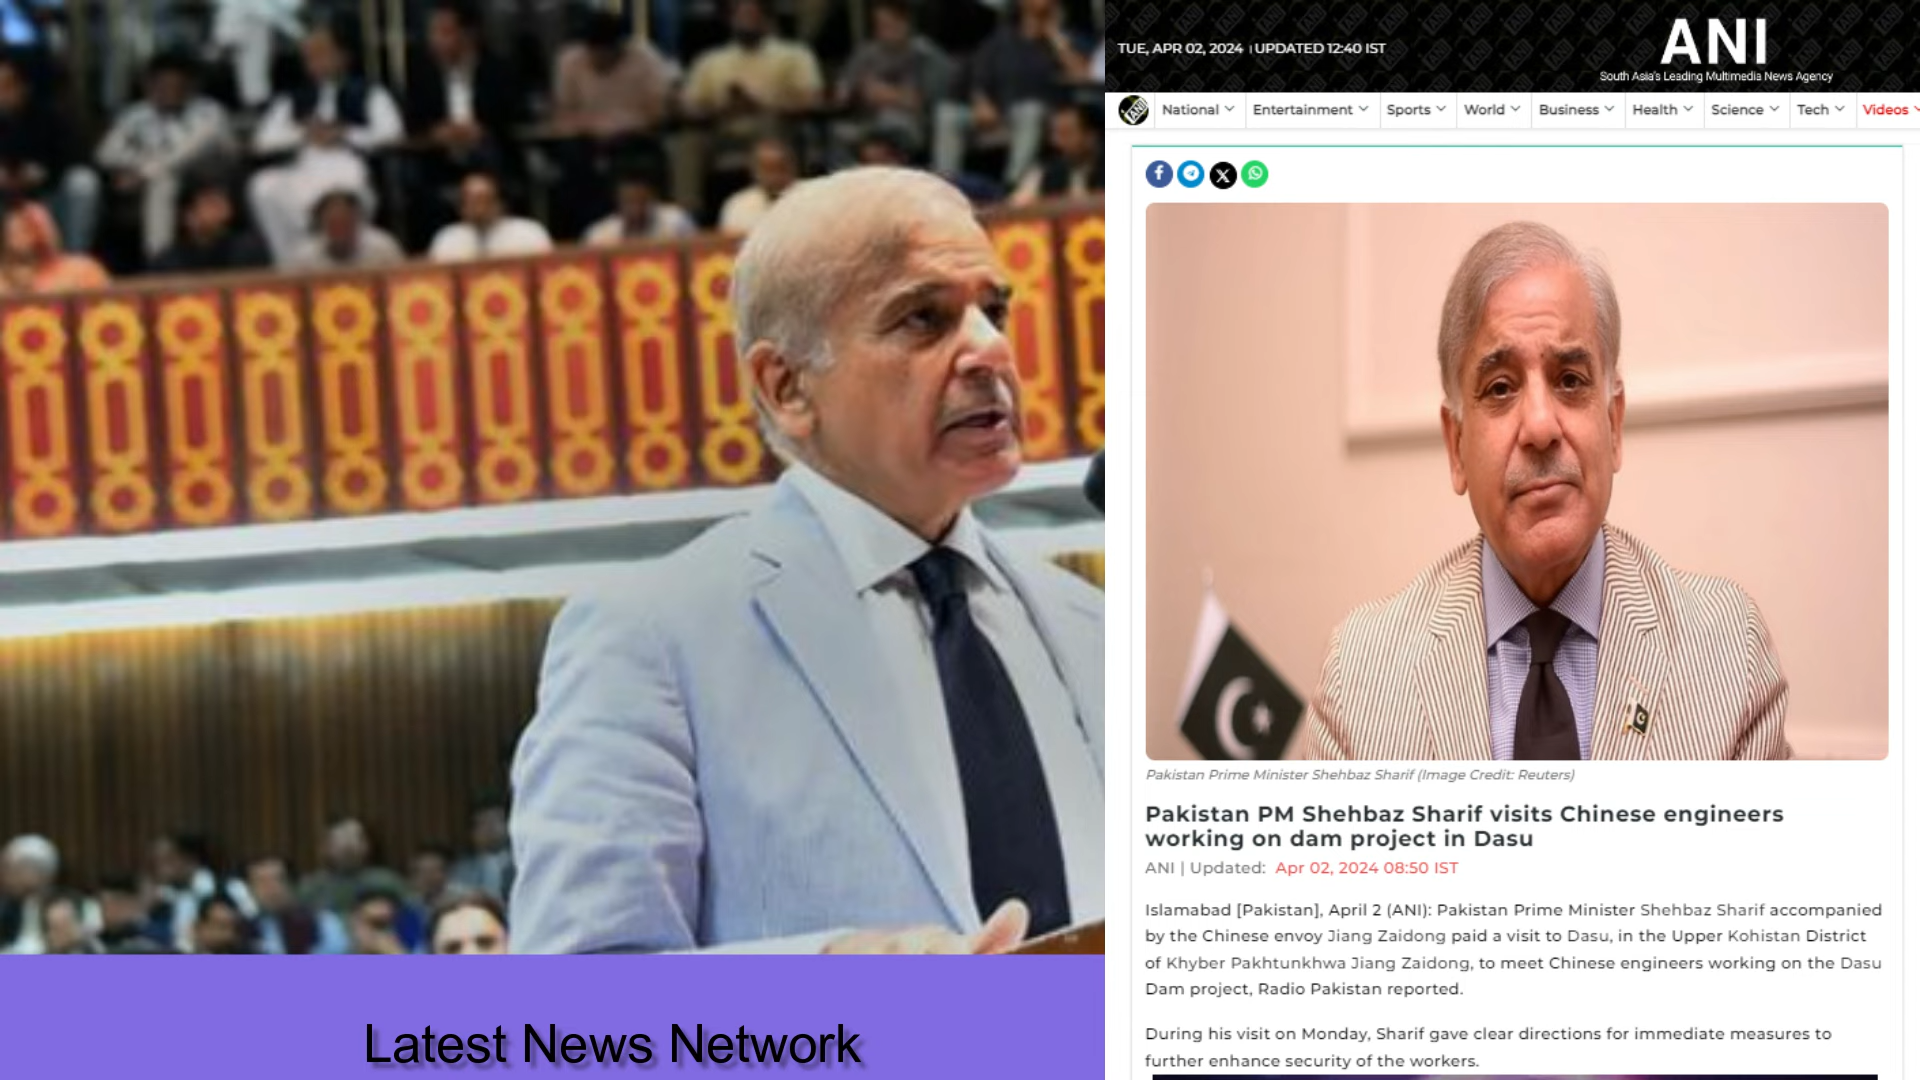 TUE, APR 02, 2024 | UPDATED 12:40 IST
ANI
South Asia's Leading Multimedia News Agency
National Entertainment Sports World Business Health Science Tech Videos
Pakistan Prime Minister Shehbaz Sharif (Image Credit: Reuters)
Pakistan PM Shehbaz Sharif visits Chinese engineers
working on dam project in Dasu
ANI | Updated: Apr 02, 2024 08:50 IST
Islamabad [Pakistan], April 2 (ANI): Pakistan Prime Minister Shehbaz Sharif accompanied
by the Chinese envoy Jiang Zaidong paid a visit to Dasu, in the Upper Kohistan District
of Khyber Pakhtunkhwa Jiang Zaidong, to meet Chinese engineers working on the Dasu
Dam project, Radio Pakistan reported.
During his visit on Monday, Sharif gave clear directions for immediate measures to
further enhance security of the workers.
Latest News Network